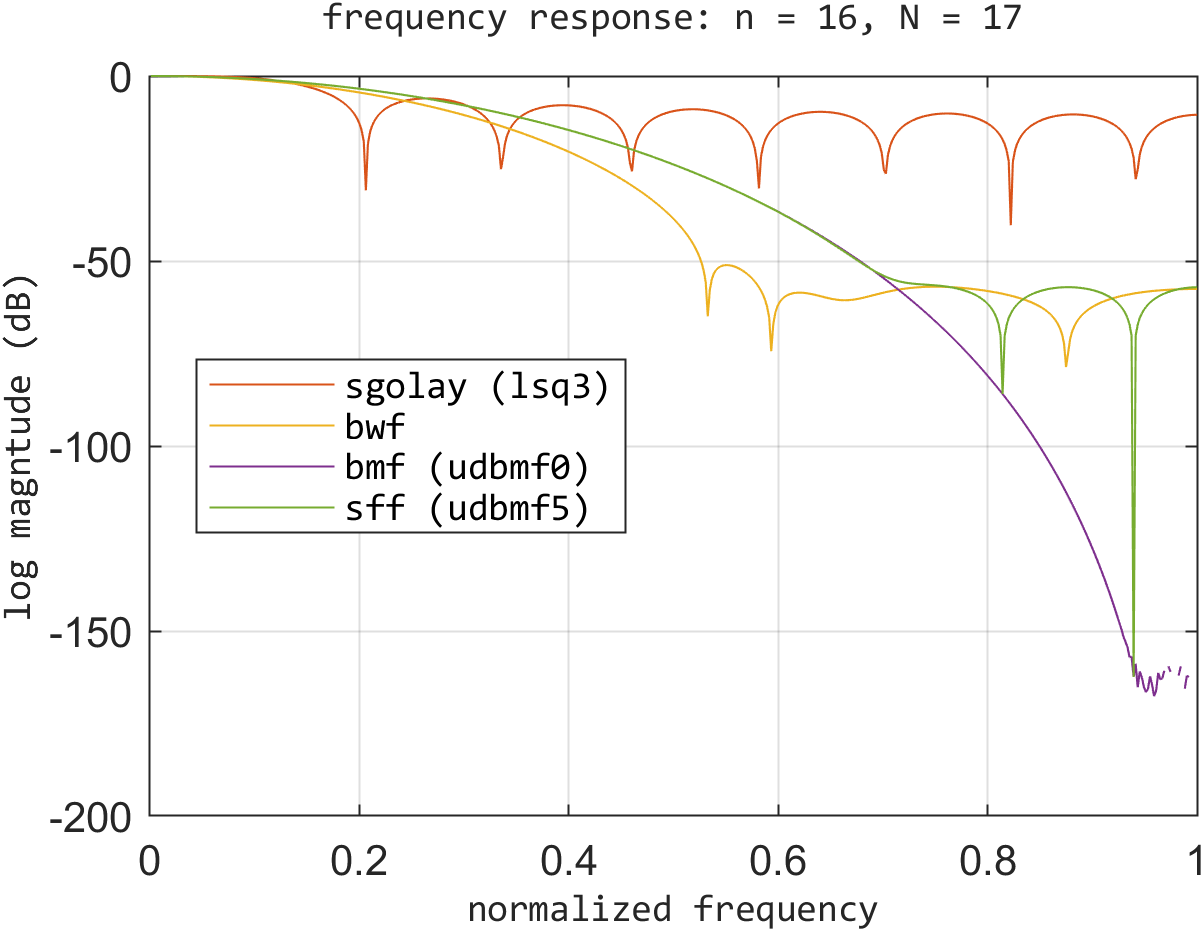 frequency response: n = 16, N = 17
0
-50
-100
-150
-200
log magntude (dB)
sgolay (lsq3)
bwf
bmf (udbmf0)
sff (udbmf5)
0 0.2 0.4 0.6 0.8 1
normalized frequency